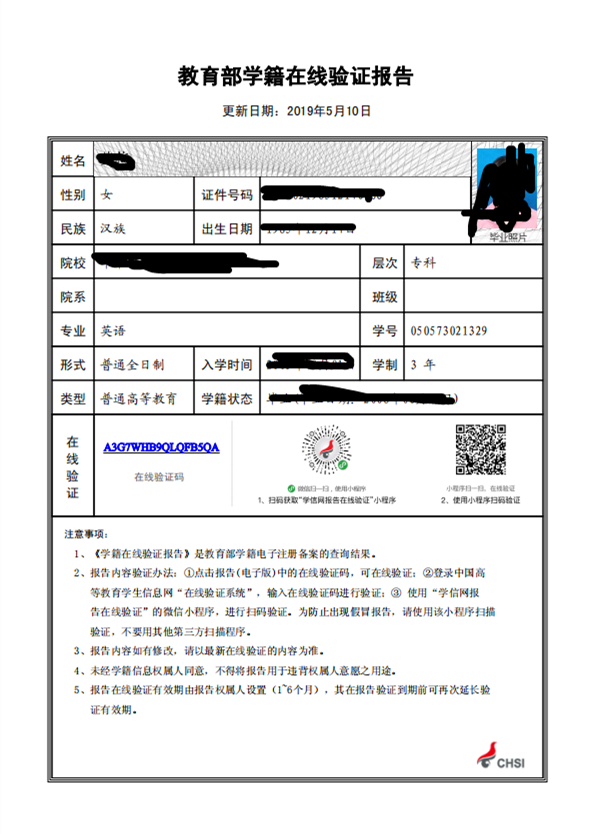 教育部学籍在线验证报告
更新日期：2019年5月10日
姓名
性别 女 证件号码
民族 汉族 出生日期
毕业照片
院校 层次 专科
院系 班级
专业 英语 学号 050573021329
形式 普通全日制 入学时间 学制 3 年
类型 普通高等教育 学籍状态
在线验证
A3G7WHB9QLQFB5QA
在线验证码
微信扫一扫，使用小程序
1、扫码获取"学信网报告在线验证"小程序
小程序扫一扫，在线验证
2、使用小程序扫码验证
注意事项：
1、《学籍在线验证报告》是教育部学籍电子注册备案的查询结果。
2、报告内容验证办法：①点击报告(电子版)中的在线验证码，可在线验证；②登录中国高
等教育学生信息网“在线验证系统”，输入在线验证码进行验证；③ 使用“学信网报
告在线验证”的微信小程序，进行扫码验证。为防止出现假冒报告，请使用该小程序扫描
验证，不要用其他第三方扫描程序。
3、报告内容如有修改，请以最新在线验证的内容为准。
4、未经学籍信息权属人同意，不得将报告用于违背权属人意愿之用途。
5、报告在线验证有效期由报告权属人设置（1~6个月），其在报告验证到期前可再次延长验
证有效期。
CHSI